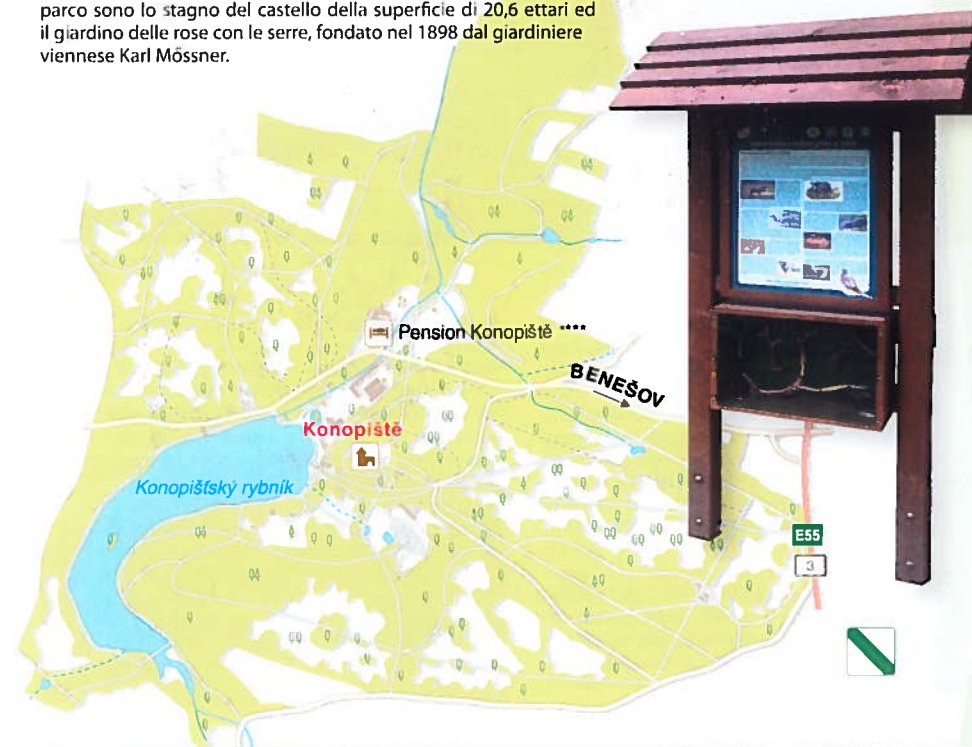 parco sono lo stagno del castello della superficie di 20,6 ettari ed
il giardino delle rose con le serre, fondato nel 1898 dal giardiniere
viennese Karl Mössner.
Pension Konopiště ****
BENEŠOV
Konopiště
Konopišťský rybník
E55
3